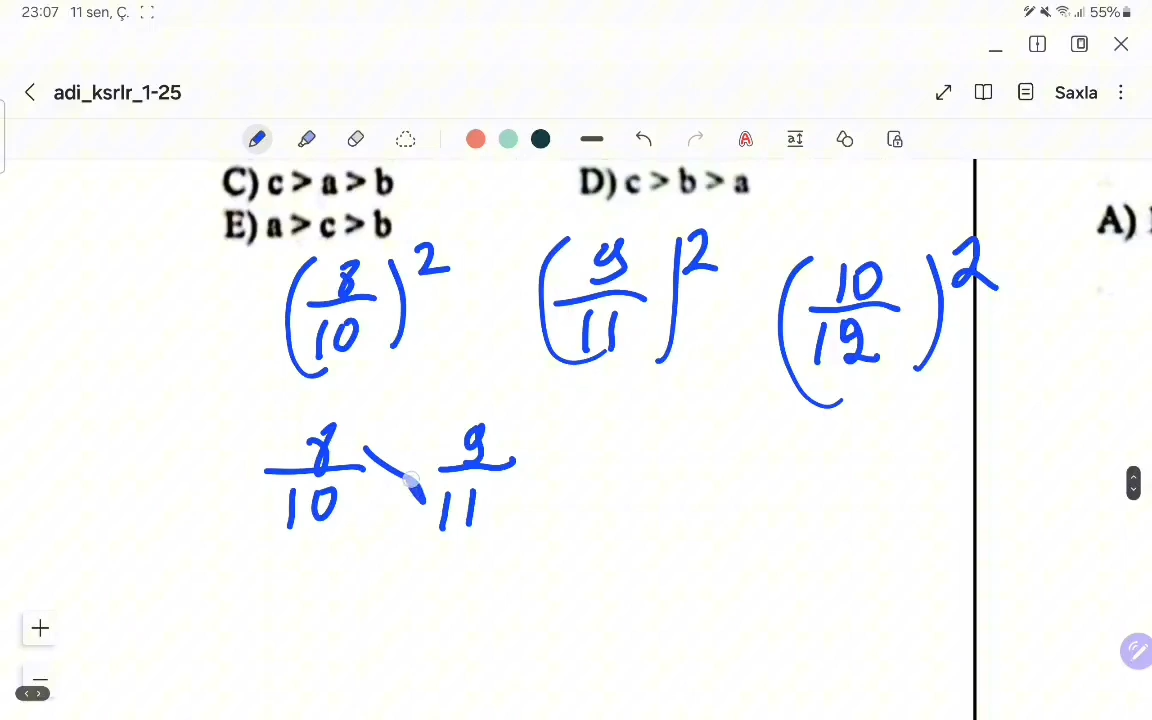 23:07 11 sen, Ç. 55%
adi_ksrlr_1-25 Saxla
C) c > a > b D) c > b > a A)
E) a > c > b
(8/10)² (9/11)² (10/12)²
8/10 9/11